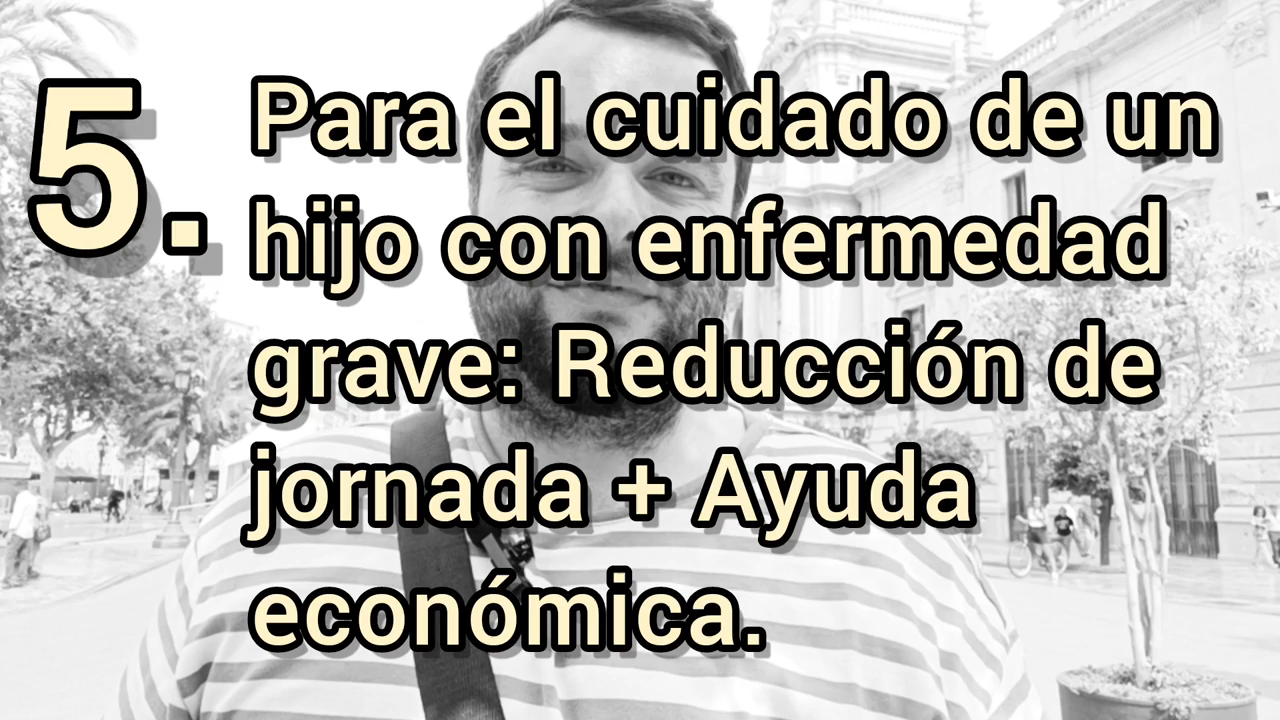 5. Para el cuidado de un
hijo con enfermedad
grave: Reducción de
jornada + Ayuda
económica.